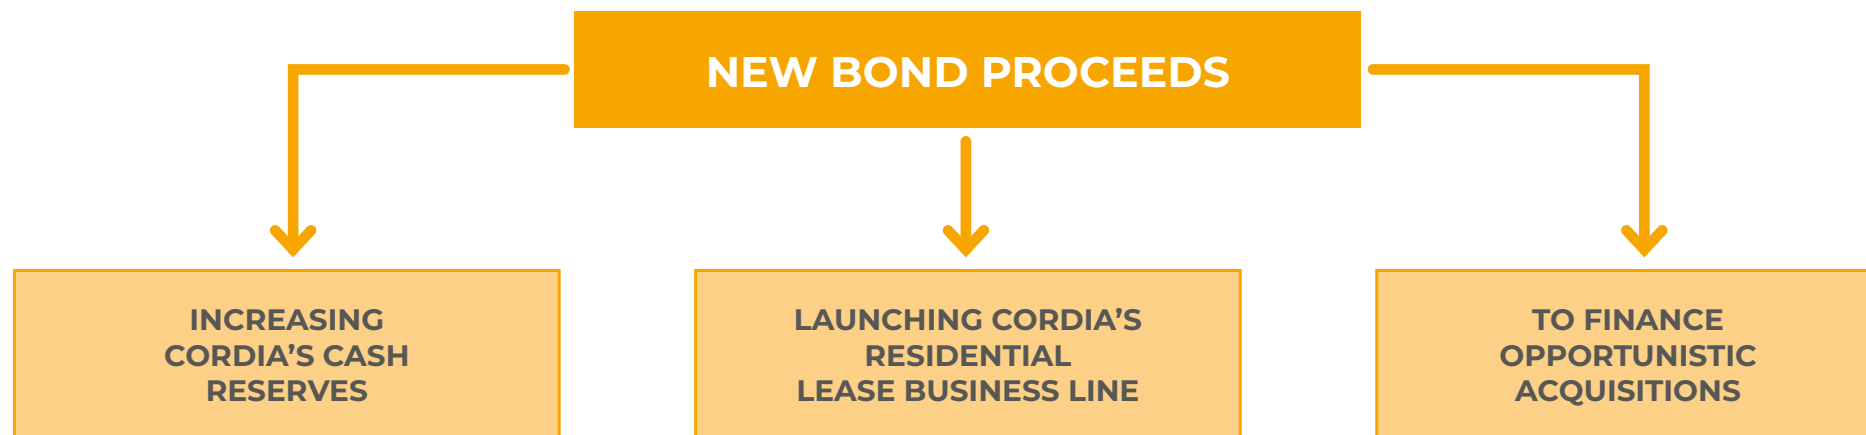 NEW BOND PROCEEDS
INCREASING
CORDIA’S CASH
RESERVES
LAUNCHING CORDIA’S
RESIDENTIAL
LEASE BUSINESS LINE
TO FINANCE
OPPORTUNISTIC
ACQUISITIONS